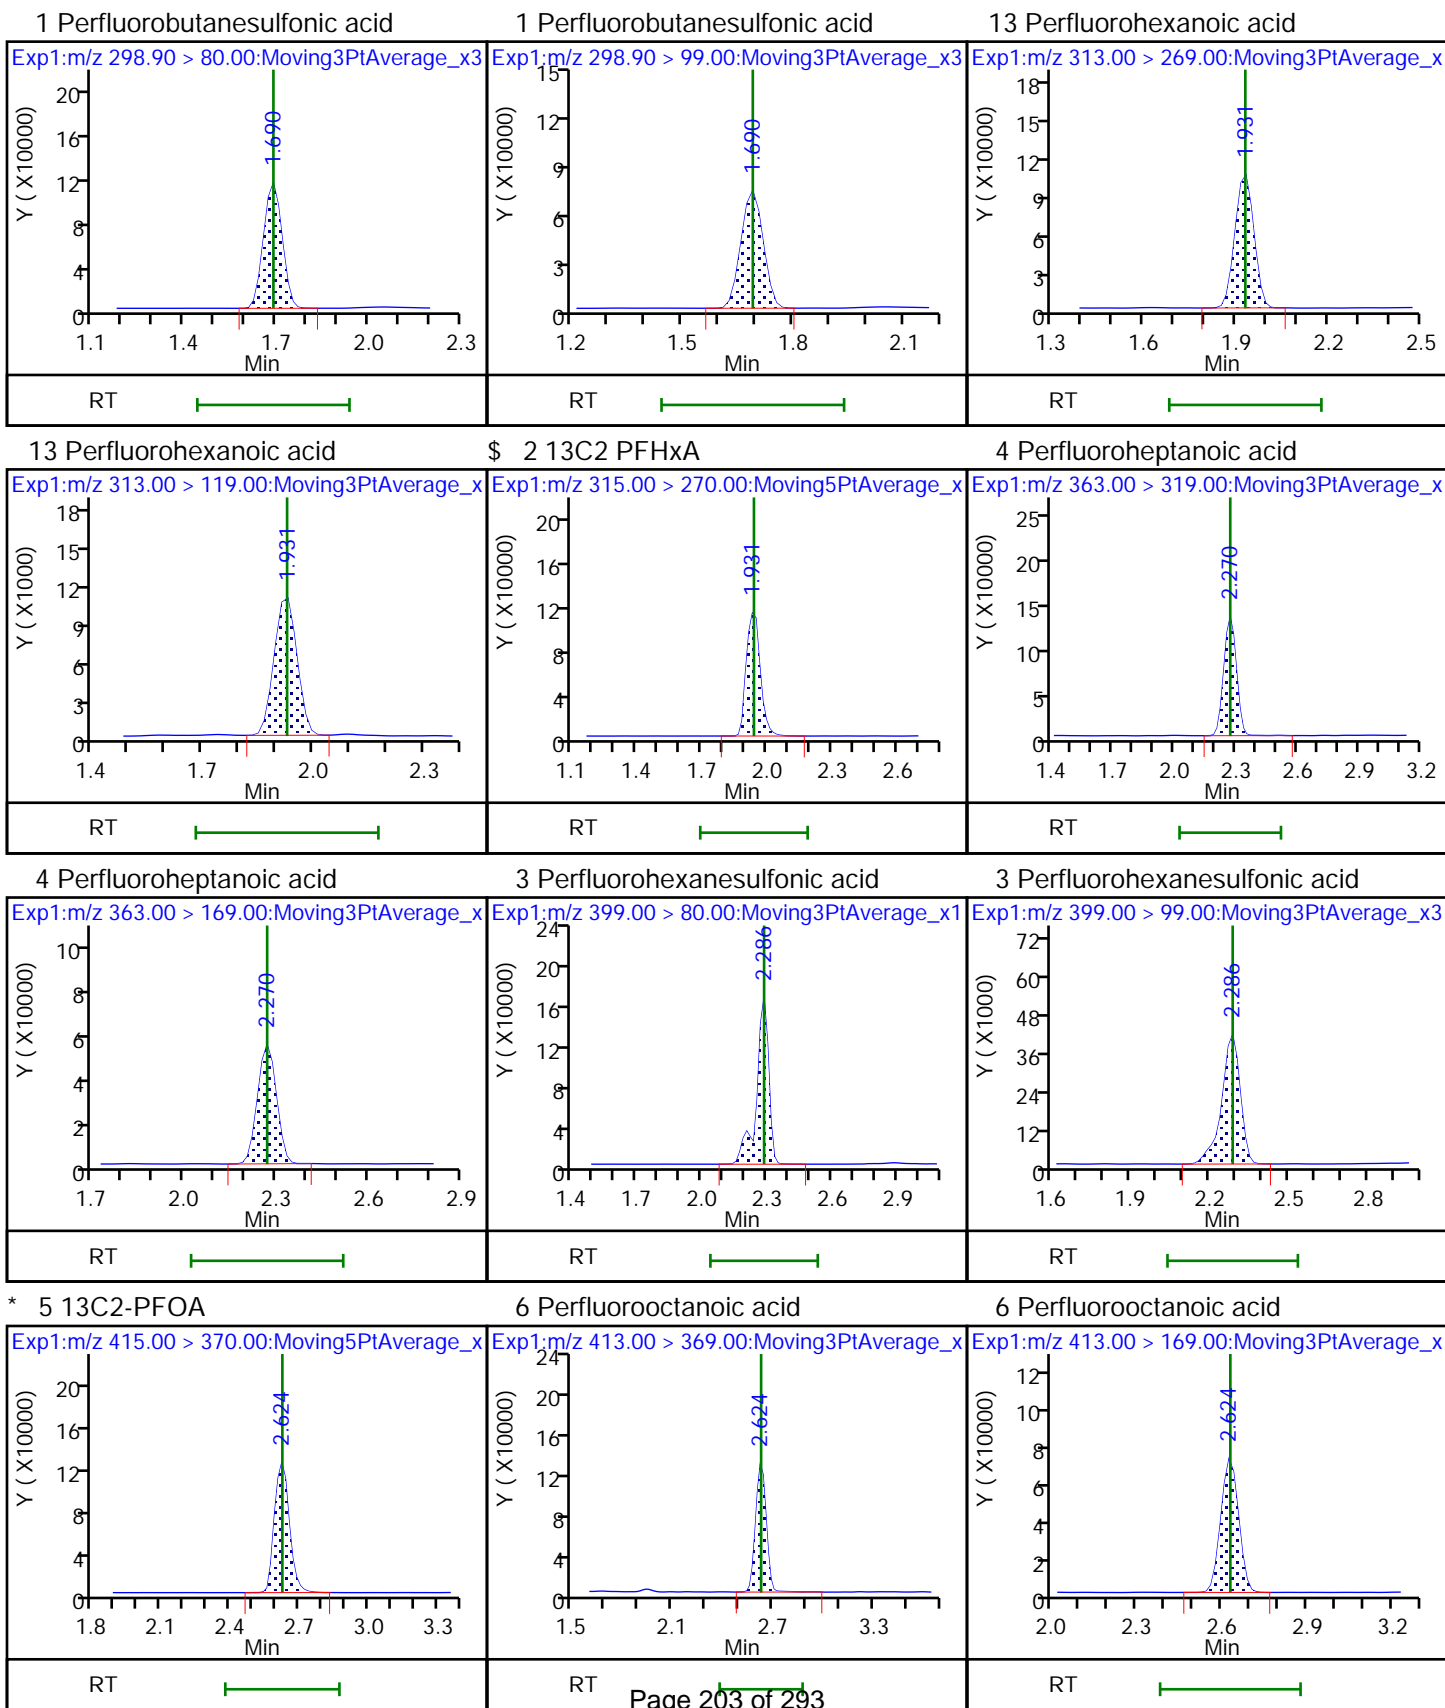 1 Perfluorobutanesulfonic acid
Exp1:m/z 298.90 > 80.00:Moving3PtAverage_x3
Y ( X10000)
20
16
12
8
4
0
1.690
1.1 1.4 1.7 2.0 2.3
Min
RT
1 Perfluorobutanesulfonic acid
Exp1:m/z 298.90 > 99.00:Moving3PtAverage_x3
Y ( X10000)
15
12
9
6
3
0
1.690
1.2 1.5 1.8 2.1
Min
RT
13 Perfluorohexanoic acid
Exp1:m/z 313.00 > 269.00:Moving3PtAverage_x
Y ( X10000)
18
15
12
9
6
3
0
1.931
1.3 1.6 1.9 2.2 2.5
Min
RT
13 Perfluorohexanoic acid
Exp1:m/z 313.00 > 119.00:Moving3PtAverage_x
Y ( X1000)
18
15
12
9
6
3
0
1.931
1.4 1.7 2.0 2.3
Min
RT
$ 2 13C2 PFHxA
Exp1:m/z 315.00 > 270.00:Moving5PtAverage_x
Y ( X10000)
20
16
12
8
4
0
1.931
1.1 1.4 1.7 2.0 2.3 2.6
Min
RT
4 Perfluoroheptanoic acid
Exp1:m/z 363.00 > 319.00:Moving3PtAverage_x
Y ( X10000)
25
20
15
10
5
0
2.270
1.4 1.7 2.0 2.3 2.6 2.9 3.2
Min
RT
4 Perfluoroheptanoic acid
Exp1:m/z 363.00 > 169.00:Moving3PtAverage_x
Y ( X10000)
10
8
6
4
2
0
2.270
1.7 2.0 2.3 2.6 2.9
Min
RT
3 Perfluorohexanesulfonic acid
Exp1:m/z 399.00 > 80.00:Moving3PtAverage_x1
Y ( X10000)
24
20
16
12
8
4
0
2.286
1.4 1.7 2.0 2.3 2.6 2.9
Min
RT
3 Perfluorohexanesulfonic acid
Exp1:m/z 399.00 > 99.00:Moving3PtAverage_x3
Y ( X1000)
72
60
48
36
24
12
0
2.286
1.6 1.9 2.2 2.5 2.8
Min
RT
* 5 13C2-PFOA
Exp1:m/z 415.00 > 370.00:Moving5PtAverage_x
Y ( X10000)
20
16
12
8
4
0
2.624
1.8 2.1 2.4 2.7 3.0 3.3
Min
RT
6 Perfluorooctanoic acid
Exp1:m/z 413.00 > 369.00:Moving3PtAverage_x
Y ( X10000)
24
20
16
12
8
4
0
2.624
1.5 2.1 2.7 3.3
Min
RT
6 Perfluorooctanoic acid
Exp1:m/z 413.00 > 169.00:Moving3PtAverage_x
Y ( X10000)
12
10
8
6
4
2
0
2.624
2.0 2.3 2.6 2.9 3.2
Min
RT
Page 203 of 293